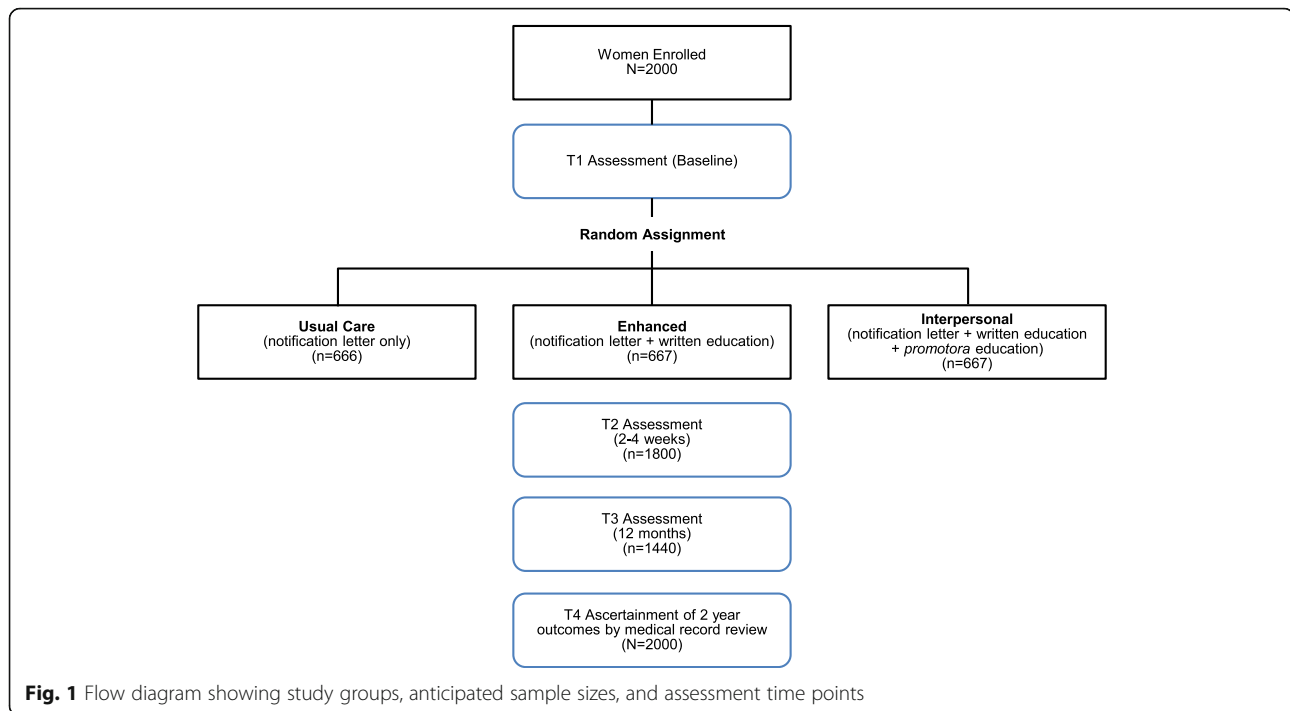 Women Enrolled
N=2000
T1 Assessment (Baseline)
Random Assignment
Usual Care
(notification letter only)
(n=666)
Enhanced
(notification letter + written education)
(n=667)
Interpersonal
(notification letter + written education
+ promotora education)
(n=667)
T2 Assessment
(2-4 weeks)
(n=1800)
T3 Assessment
(12 months)
(n=1440)
T4 Ascertainment of 2 year
outcomes by medical record review
(N=2000)
Fig. 1 Flow diagram showing study groups, anticipated sample sizes, and assessment time points